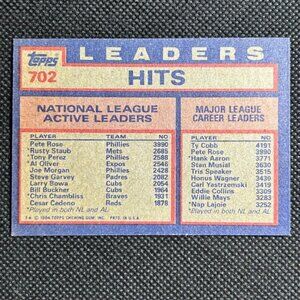 Topps
LEADERS
702
HITS
NATIONAL LEAGUE
ACTIVE LEADERS
PLAYER TEAM NO
Pete Rose Phillies 3990
*Rusty Staub Mets 2685
*Tony Perez Phillies 2586
*Al Oliver Expos 2546
Joe Morgan Phillies 2425
Steve Garvey Padres 2282
Larry Bowa Cubs 2064
Bill Buckner Cubs 1964
*Chris Chambliss Braves 1931
*Cesar Cedeno Reds 1878
*Played in both NL and AL
MAJOR LEAGUE
CAREER LEADERS
PLAYER NO
Ty Cobb 4191
Pete Rose 3990
*Hank Aaron 3771
Stan Musial 3630
Tris Speaker 3515
Honus Wagner 3430
Carl Yastrzemski 3419
Eddie Collins 3309
Willie Mays 3283
*Nap Lajoie 3252
*Played in both NL and AL
© 1984 TOPPS CHEWING GUM, INC. PRTD. IN U.S.A.